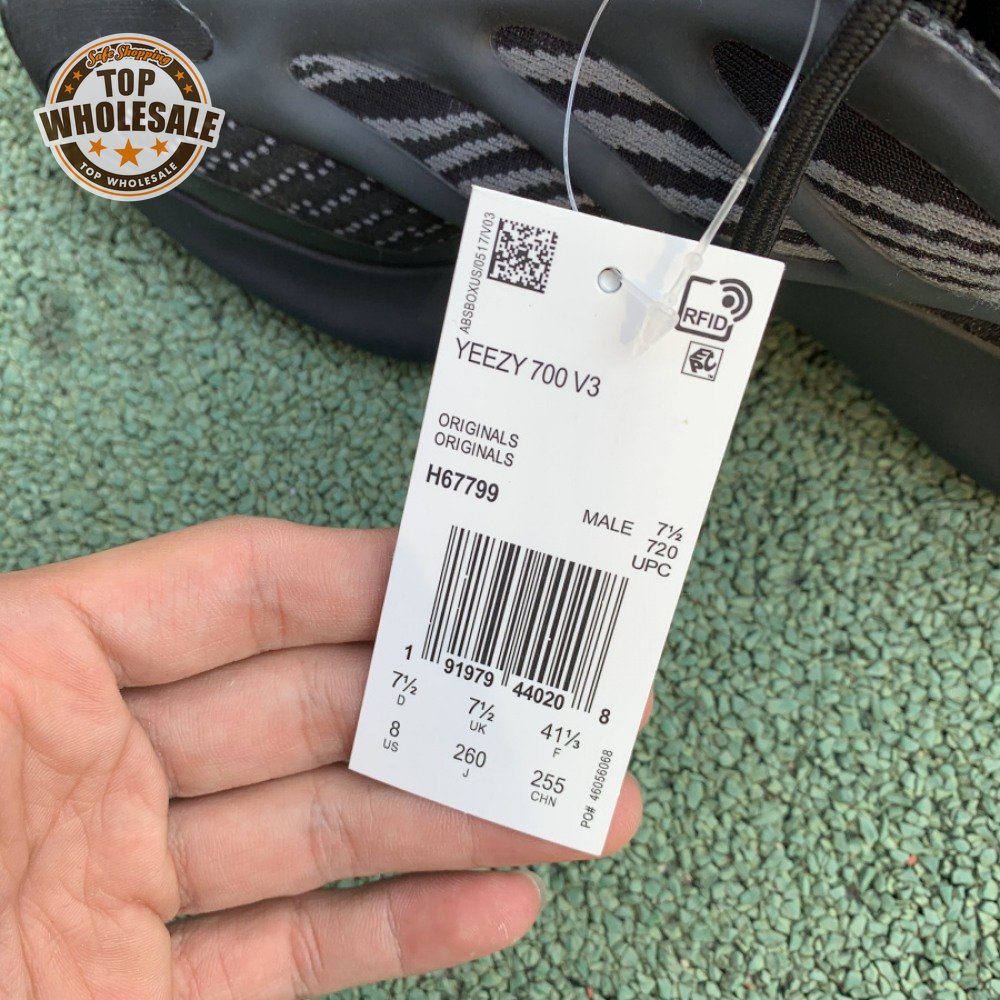 Safe Shopping
TOP
WHOLESALE
TOP WHOLESALE
ABSBOXUS/0517/V03
RFID
EPC
YEEZY 700 V3
ORIGINALS
ORIGINALS
H67799
MALE 7½
720
UPC
1 91979 44020 8
7½ 7½ 41⅓
D UK F
8 260 255
US J CHN
PO# 46056068